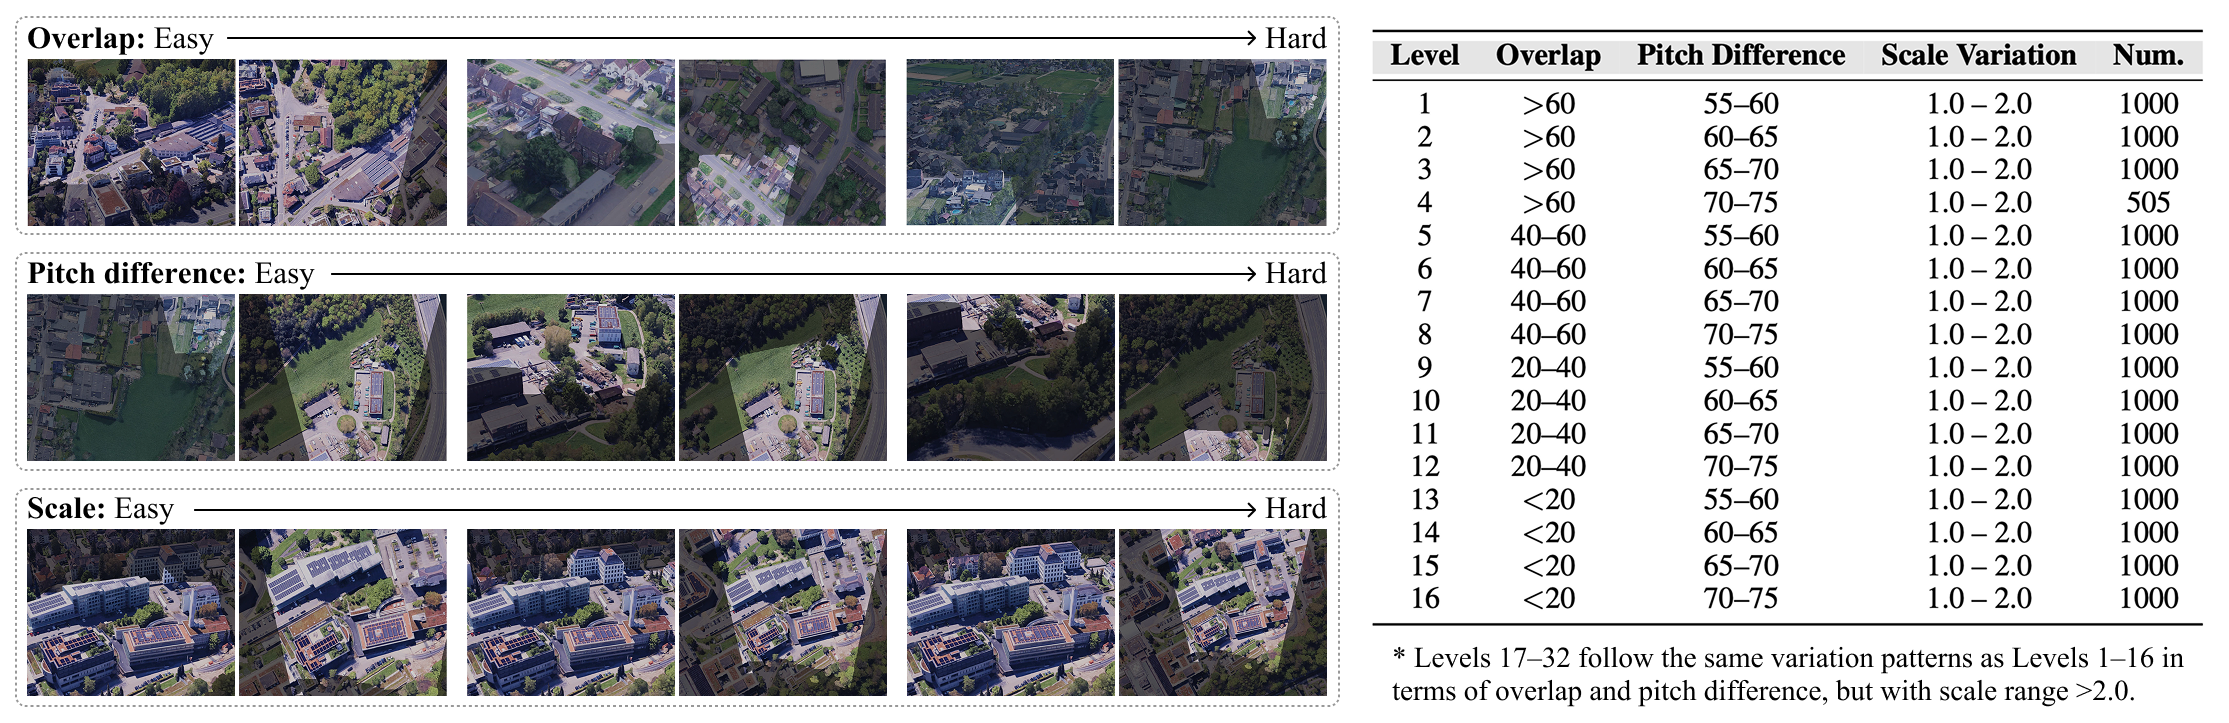 Overlap: Easy Hard
Pitch difference: Easy Hard
Scale: Easy Hard
Level Overlap Pitch Difference Scale Variation Num.
1 >60 55–60 1.0 – 2.0 1000
2 >60 60–65 1.0 – 2.0 1000
3 >60 65–70 1.0 – 2.0 1000
4 >60 70–75 1.0 – 2.0 505
5 40–60 55–60 1.0 – 2.0 1000
6 40–60 60–65 1.0 – 2.0 1000
7 40–60 65–70 1.0 – 2.0 1000
8 40–60 70–75 1.0 – 2.0 1000
9 20–40 55–60 1.0 – 2.0 1000
10 20–40 60–65 1.0 – 2.0 1000
11 20–40 65–70 1.0 – 2.0 1000
12 20–40 70–75 1.0 – 2.0 1000
13 <20 55–60 1.0 – 2.0 1000
14 <20 60–65 1.0 – 2.0 1000
15 <20 65–70 1.0 – 2.0 1000
16 <20 70–75 1.0 – 2.0 1000
* Levels 17–32 follow the same variation patterns as Levels 1–16 in
terms of overlap and pitch difference, but with scale range >2.0.